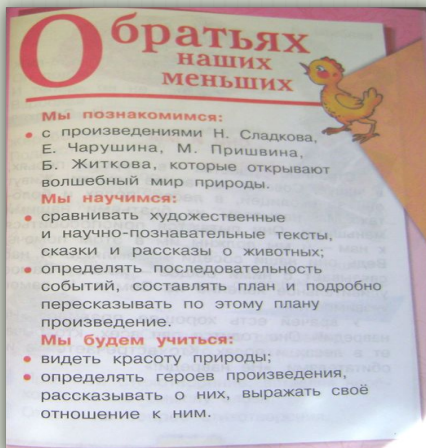 О братьях
наших
меньших
Мы познакомимся:
• с произведениями Н. Сладкова,
Е. Чарушина, М. Пришвина,
Б. Житкова, которые открывают
волшебный мир природы.
Мы научимся:
• сравнивать художественные
и научно-познавательные тексты,
сказки и рассказы о животных;
• определять последовательность
событий, составлять план и подробно
пересказывать по этому плану
произведение.
Мы будем учиться:
• видеть красоту природы;
• определять героев произведения,
рассказывать о них, выражать своё
отношение к ним.